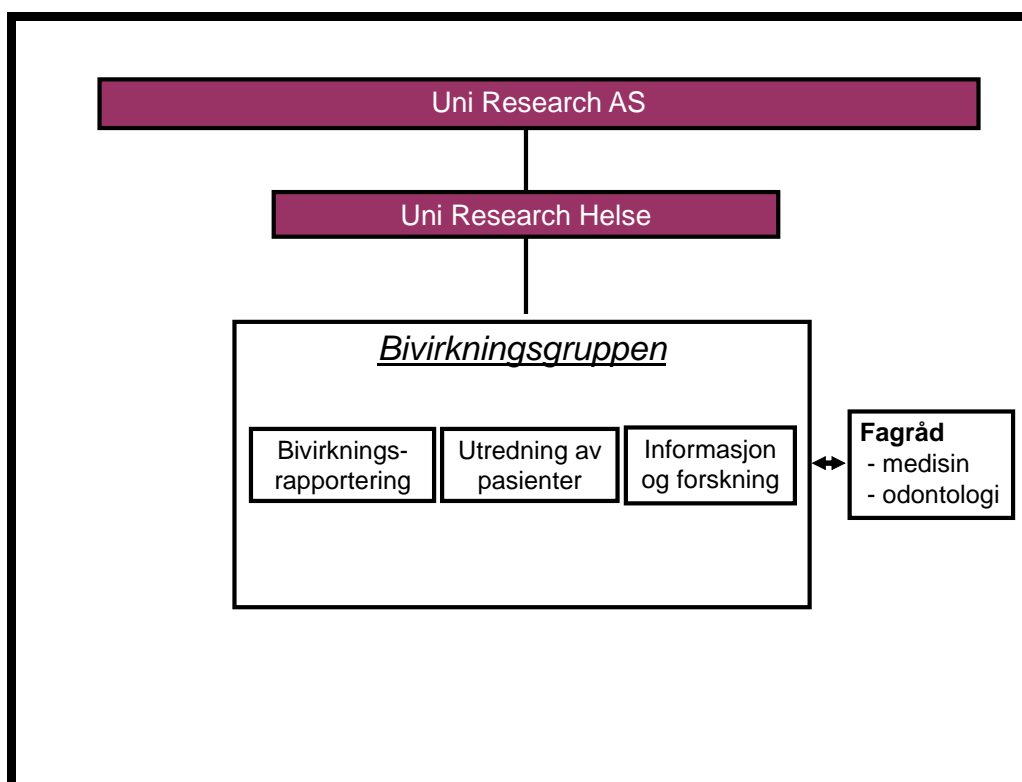 Uni Research AS
Uni Research Helse
Bivirkningsgruppen
Bivirknings-
rapportering
Utredning av
pasienter
Informasjon
og forskning
Fagråd
- medisin
- odontologi